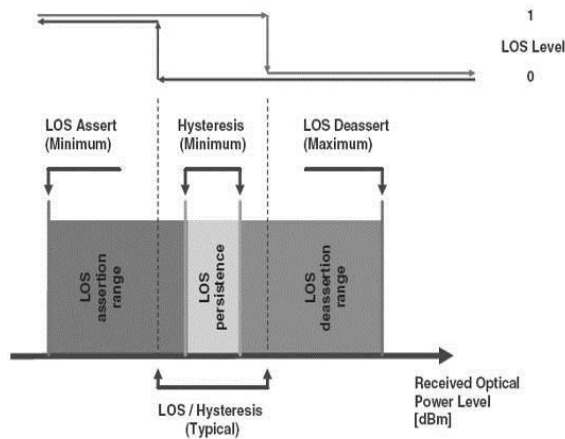 1
LOS Level
0
LOS Assert
(Minimum)
Hysteresis
(Minimum)
LOS Deassert
(Maximum)
LOS
assertion
range
LOS
persistence
LOS
deassertion
range
Received Optical
Power Level
[dBm]
LOS / Hysteresis
(Typical)